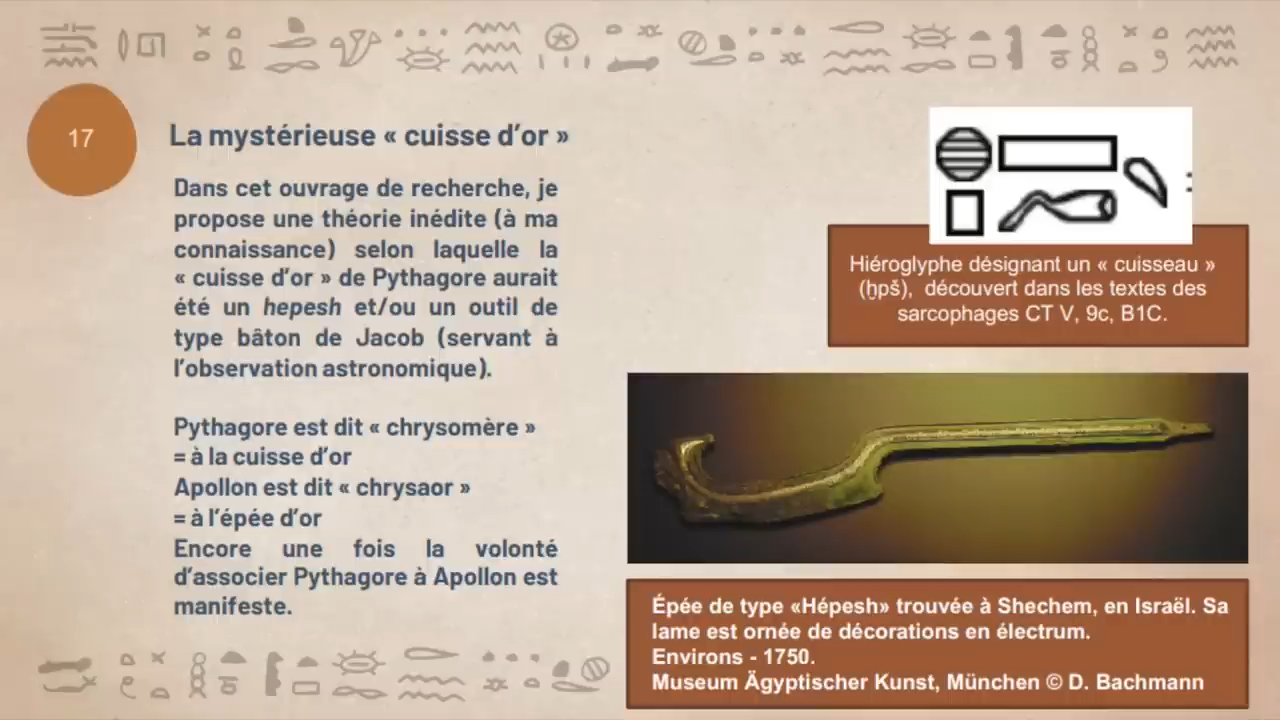 17
La mystérieuse « cuisse d’or »
Dans cet ouvrage de recherche, je
propose une théorie inédite (à ma
connaissance) selon laquelle la
« cuisse d’or » de Pythagore aurait
été un hepesh et/ou un outil de
type bâton de Jacob (servant à
l’observation astronomique).
Pythagore est dit « chrysomère »
= à la cuisse d’or
Apollon est dit « chrysaor »
= à l’épée d’or
Encore une fois la volonté
d’associer Pythagore à Apollon est
manifeste.
Hiéroglyphe désignant un « cuisseau »
(ḫpš), découvert dans les textes des
sarcophages CT V, 9c, B1C.
Épée de type «Hépesh» trouvée à Shechem, en Israël. Sa
lame est ornée de décorations en électrum.
Environs - 1750.
Museum Ägyptischer Kunst, München © D. Bachmann